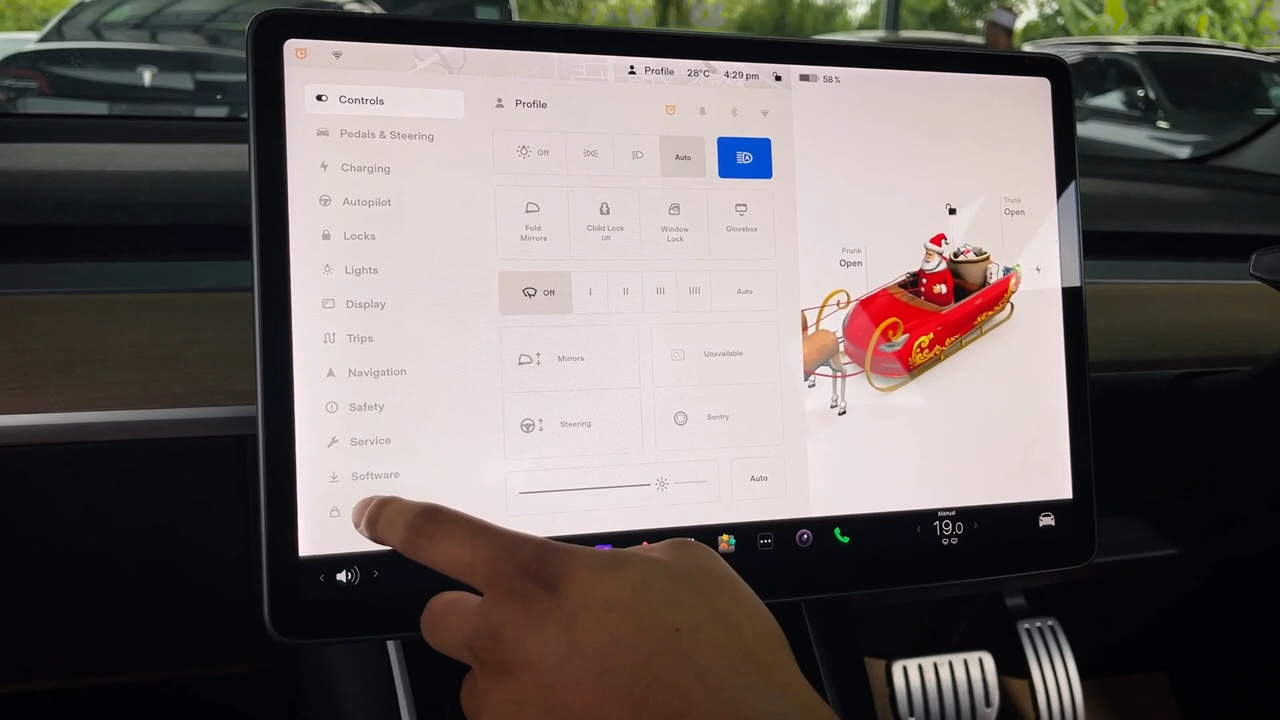 Profile 28°C 4:29 pm 58 %
Controls
Pedals & Steering
Charging
Autopilot
Locks
Lights
Display
Trips
Navigation
Safety
Service
Software
Profile
Off
Auto
Fold
Mirrors
Child Lock
Off
Window
Lock
Glovebox
Off I II III IIII Auto
Mirrors
Unavailable
Steering
Sentry
Auto
Trunk
Open
Frunk
Open
Manual
19.0